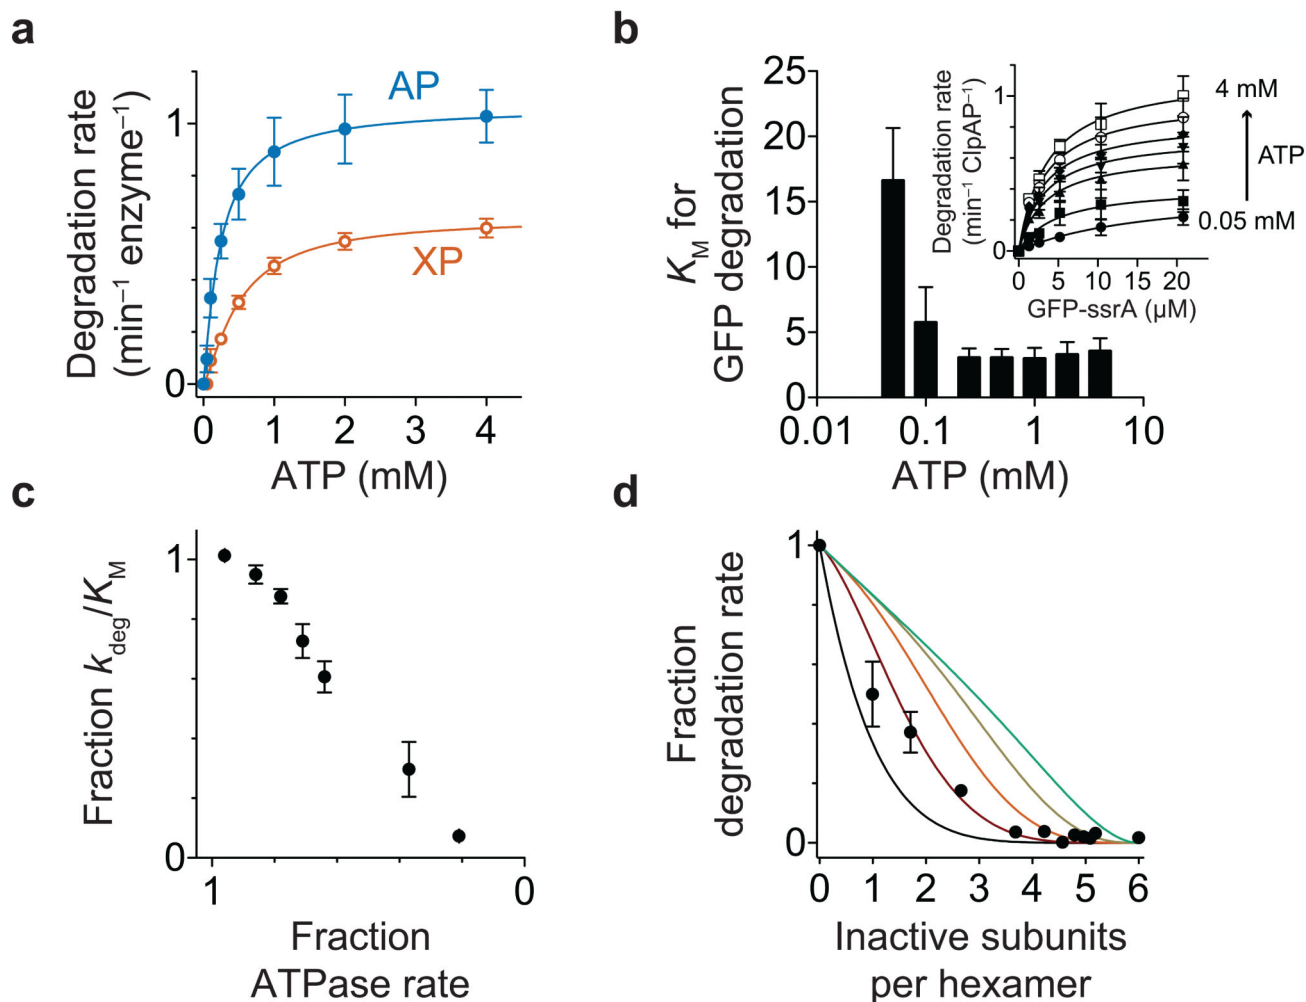 a
Degradation rate
(min⁻¹ enzyme⁻¹)
1
0
AP
XP
0 1 2 3 4
ATP (mM)
b
K_M for
GFP degradation
25
20
15
10
5
0
0.01 0.1 1 10
ATP (mM)
Degradation rate
(min⁻¹ ClpAP⁻¹)
1
0
0 5 10 15 20
GFP-ssrA (µM)
4 mM
ATP
0.05 mM
c
Fraction k_deg/K_M
1
0
1 0
Fraction
ATPase rate
d
Fraction
degradation rate
1
0
0 1 2 3 4 5 6
Inactive subunits
per hexamer